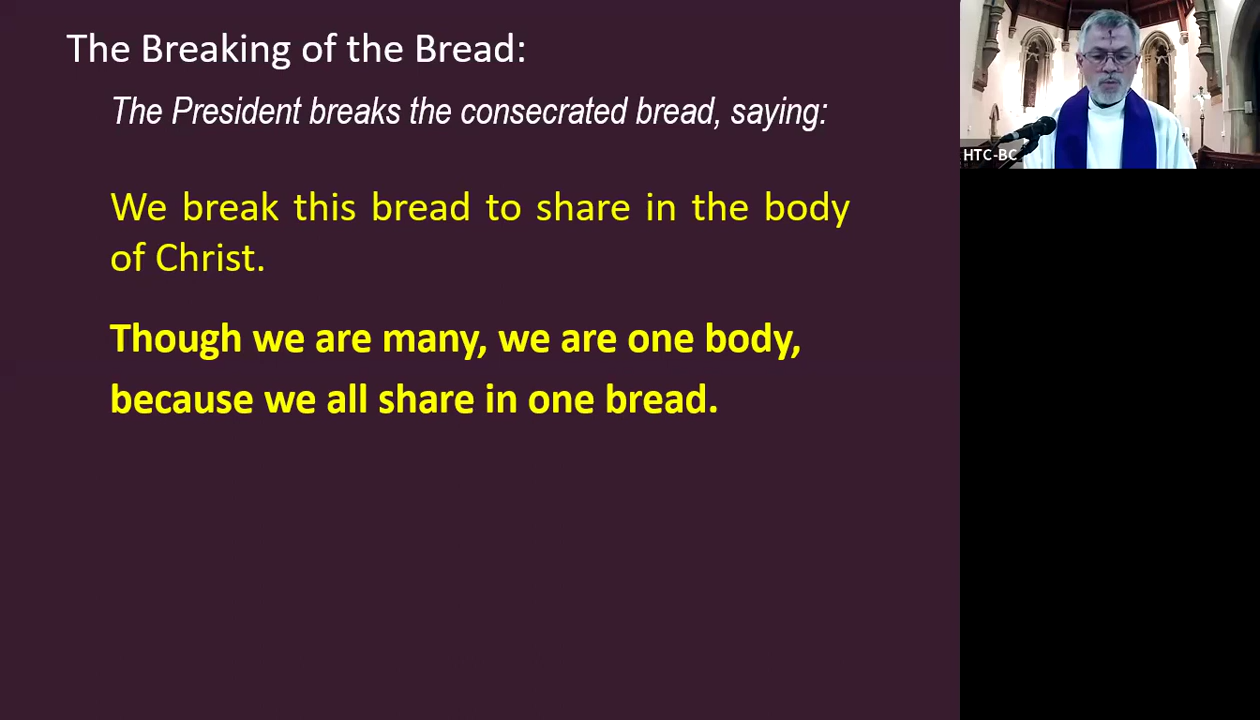 The Breaking of the Bread:
The President breaks the consecrated bread, saying:
We break this bread to share in the body
of Christ.
Though we are many, we are one body,
because we all share in one bread.
HTC-BC